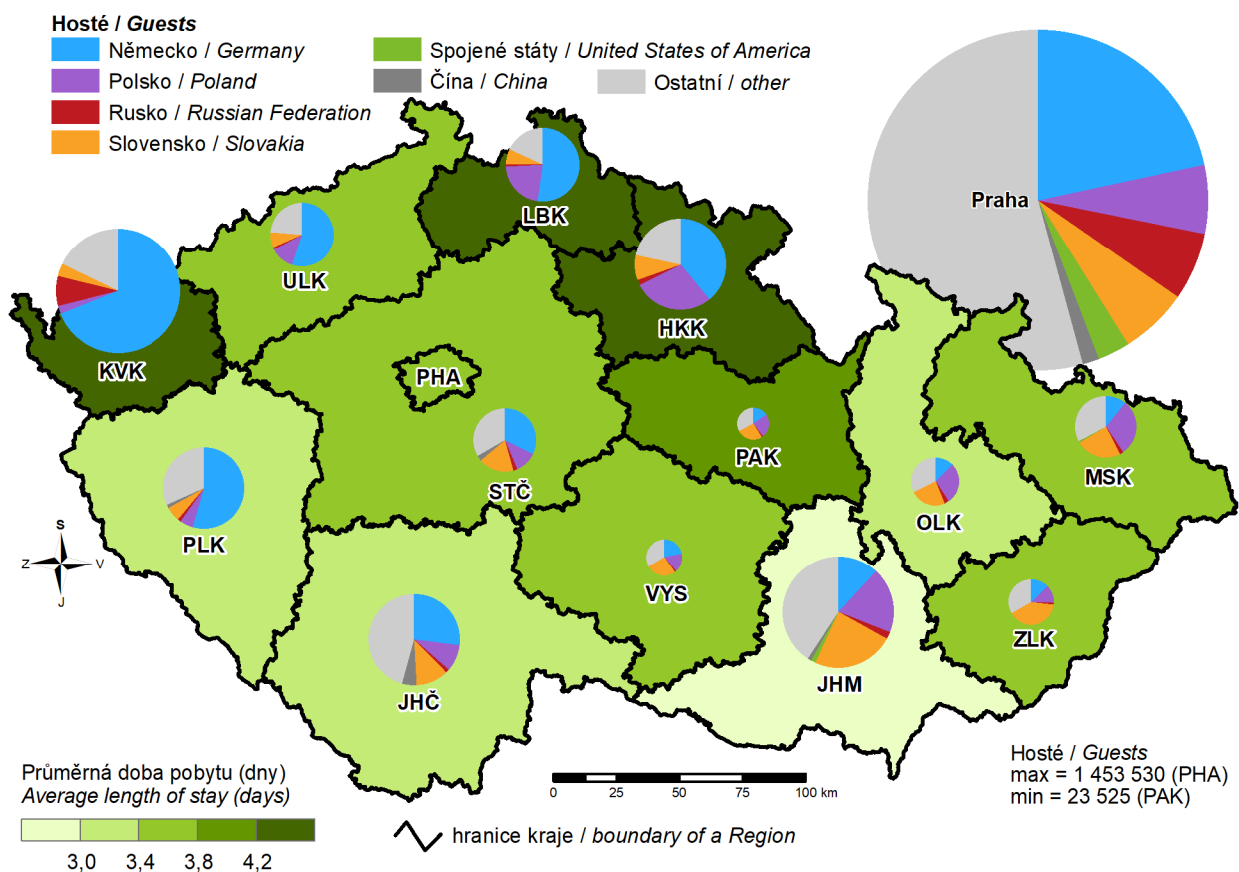 Hosté / Guests
Německo / Germany
Polsko / Poland
Rusko / Russian Federation
Slovensko / Slovakia
Spojené státy / United States of America
Čína / China
Ostatní / other
Praha
LBK
ULK
HKK
KVK
PHA
PAK
MSK
STČ
OLK
PLK
VYS
ZLK
JHM
JHČ
S
Z
V
J
Průměrná doba pobytu (dny)
Average length of stay (days)
3,0
3,4
3,8
4,2
0
25
50
75
100 km
hranice kraje / boundary of a Region
Hosté / Guests
max = 1 453 530 (PHA)
min = 23 525 (PAK)